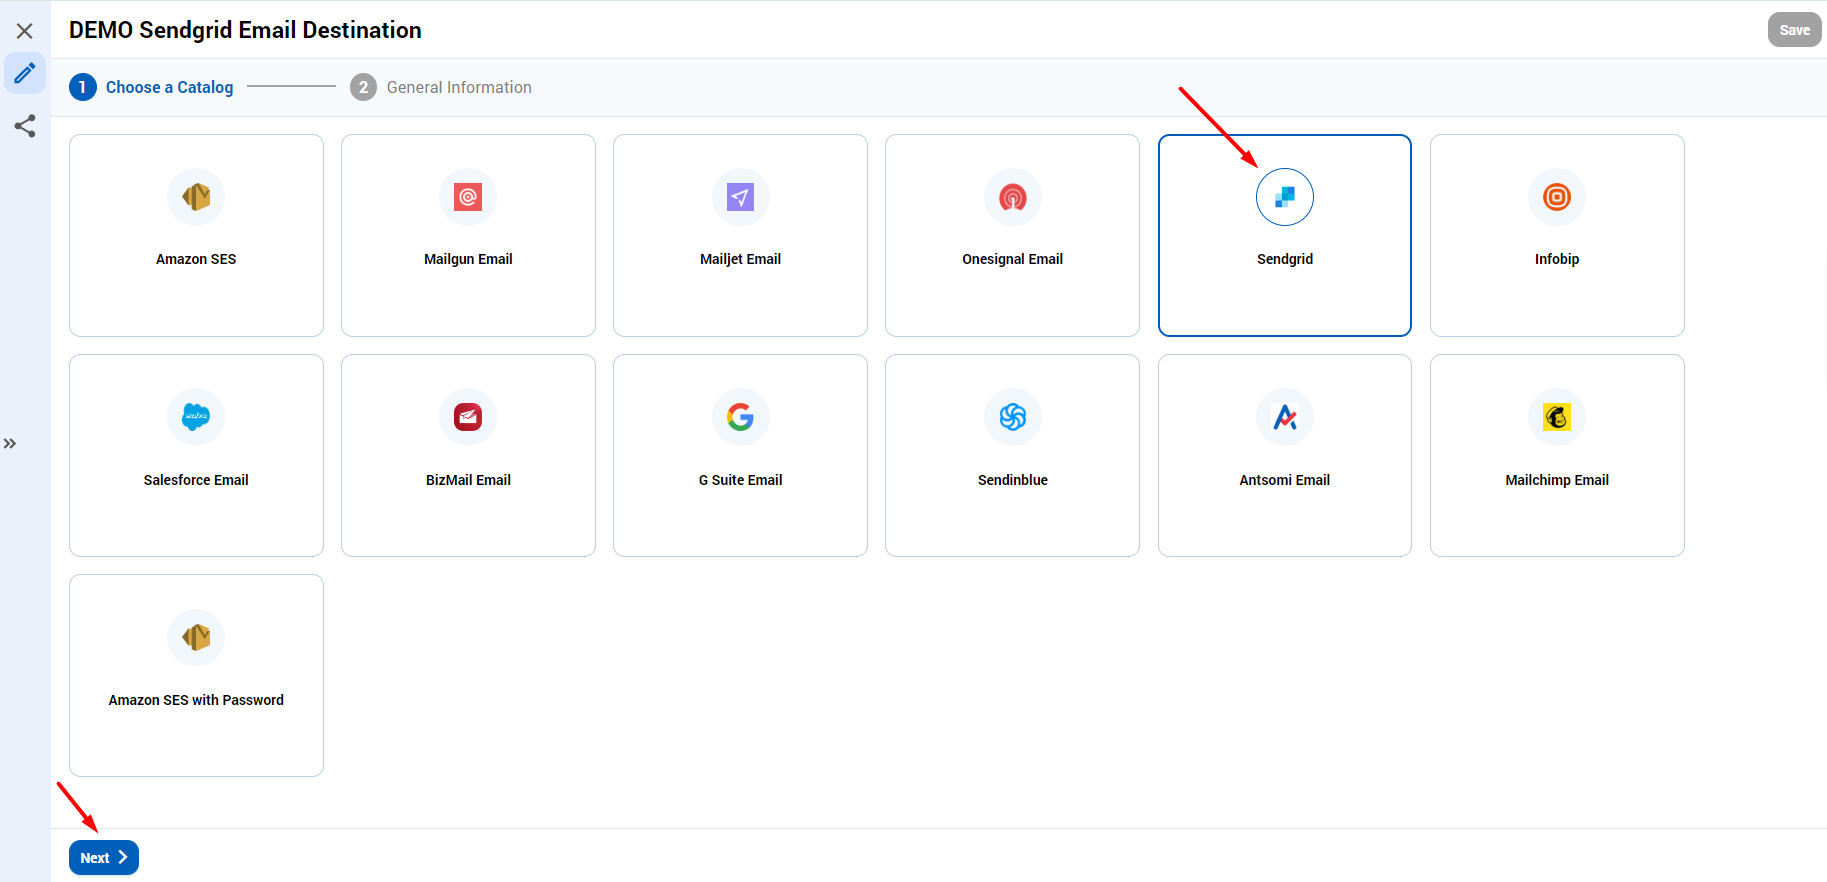 DEMO Sendgrid Email Destination
Save
1 Choose a Catalog
2 General Information
Amazon SES
Mailgun Email
Mailjet Email
Onesignal Email
Sendgrid
Infobip
salesforce
Salesforce Email
BizMail Email
G Suite Email
Sendinblue
Antsomi Email
Mailchimp Email
Amazon SES with Password
Next